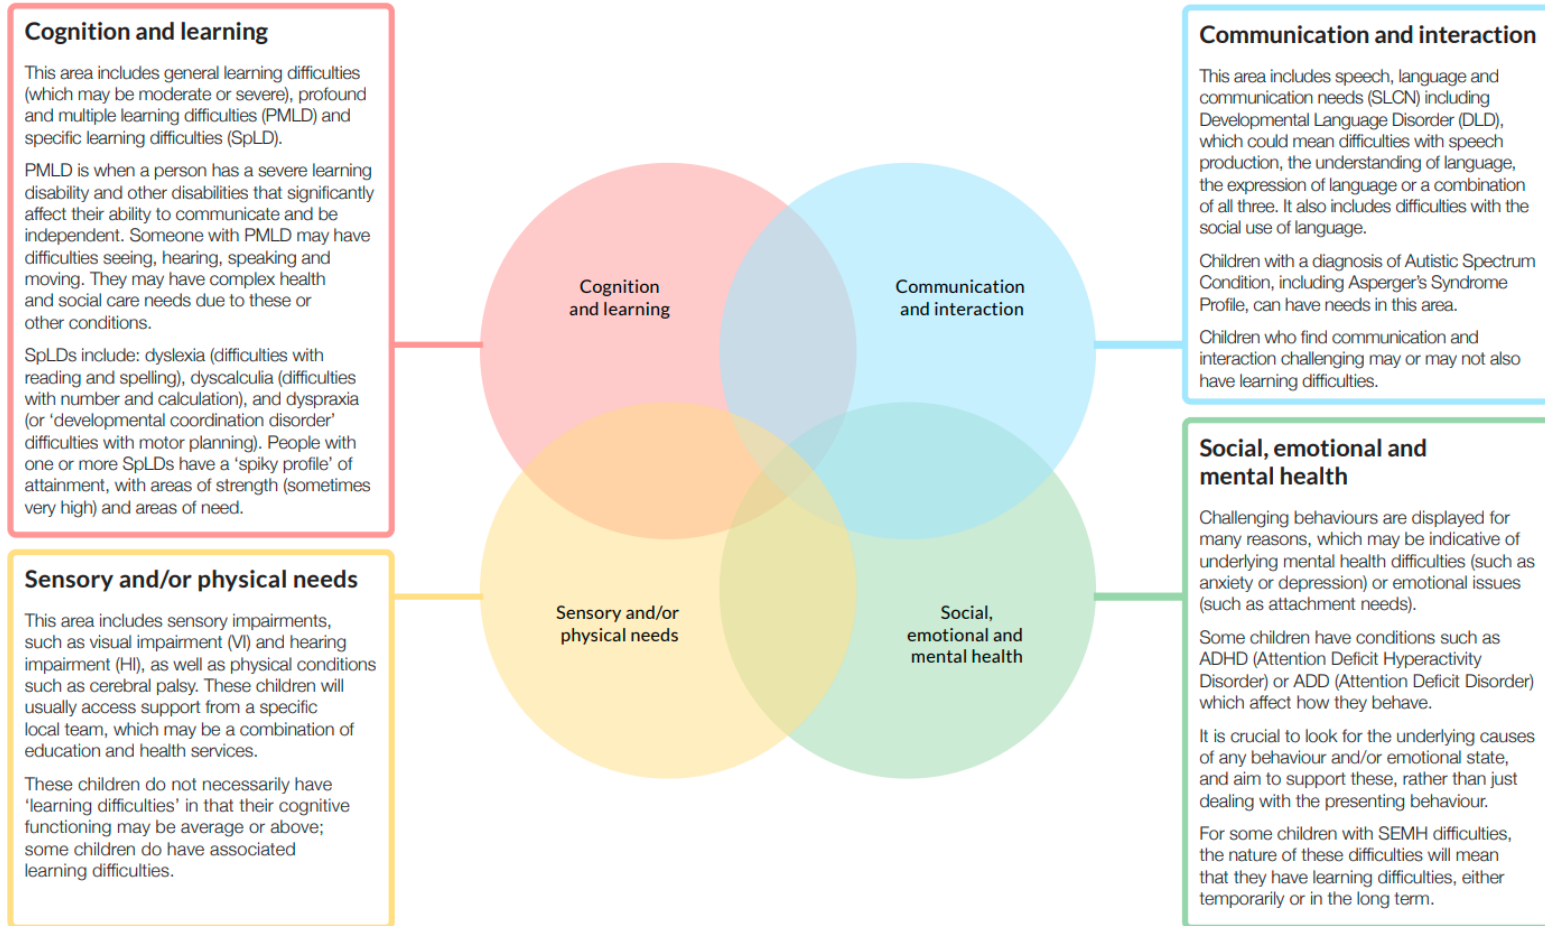 Cognition and learning
This area includes general learning difficulties
(which may be moderate or severe), profound
and multiple learning difficulties (PMLD) and
specific learning difficulties (SpLD).
PMLD is when a person has a severe learning
disability and other disabilities that significantly
affect their ability to communicate and be
independent. Someone with PMLD may have
difficulties seeing, hearing, speaking and
moving. They may have complex health
and social care needs due to these or
other conditions.
SpLDs include: dyslexia (difficulties with
reading and spelling), dyscalculia (difficulties
with number and calculation), and dyspraxia
(or ‘developmental coordination disorder’
difficulties with motor planning). People with
one or more SpLDs have a ‘spiky profile’ of
attainment, with areas of strength (sometimes
very high) and areas of need.
Sensory and/or physical needs
This area includes sensory impairments,
such as visual impairment (VI) and hearing
impairment (HI), as well as physical conditions
such as cerebral palsy. These children will
usually access support from a specific
local team, which may be a combination of
education and health services.
These children do not necessarily have
‘learning difficulties’ in that their cognitive
functioning may be average or above;
some children do have associated
learning difficulties.
Cognition
and learning
Communication
and interaction
Sensory and/or
physical needs
Social,
emotional and
mental health
Communication and interaction
This area includes speech, language and
communication needs (SLCN) including
Developmental Language Disorder (DLD),
which could mean difficulties with speech
production, the understanding of language,
the expression of language or a combination
of all three. It also includes difficulties with the
social use of language.
Children with a diagnosis of Autistic Spectrum
Condition, including Asperger’s Syndrome
Profile, can have needs in this area.
Children who find communication and
interaction challenging may or may not also
have learning difficulties.
Social, emotional and
mental health
Challenging behaviours are displayed for
many reasons, which may be indicative of
underlying mental health difficulties (such as
anxiety or depression) or emotional issues
(such as attachment needs).
Some children have conditions such as
ADHD (Attention Deficit Hyperactivity
Disorder) or ADD (Attention Deficit Disorder)
which affect how they behave.
It is crucial to look for the underlying causes
of any behaviour and/or emotional state,
and aim to support these, rather than just
dealing with the presenting behaviour.
For some children with SEMH difficulties,
the nature of these difficulties will mean
that they have learning difficulties, either
temporarily or in the long term.